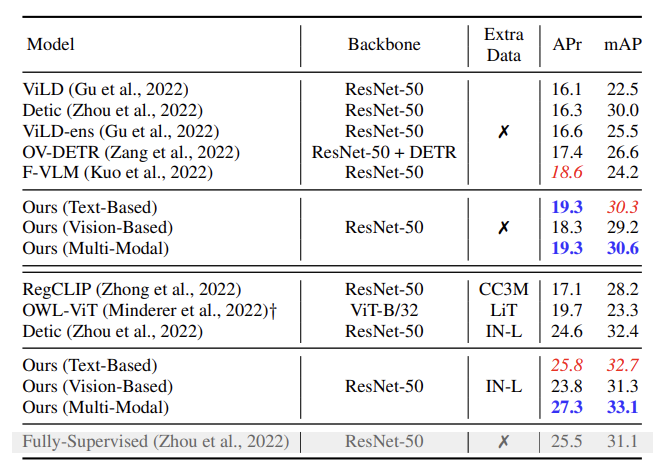 Model Backbone Extra Data APr mAP
ViLD (Gu et al., 2022) ResNet-50 16.1 22.5
Detic (Zhou et al., 2022) ResNet-50 16.3 30.0
ViLD-ens (Gu et al., 2022) ResNet-50 ✗ 16.6 25.5
OV-DETR (Zang et al., 2022) ResNet-50 + DETR 17.4 26.6
F-VLM (Kuo et al., 2022) ResNet-50 18.6 24.2
Ours (Text-Based) 19.3 30.3
Ours (Vision-Based) ResNet-50 ✗ 18.3 29.2
Ours (Multi-Modal) 19.3 30.6
RegCLIP (Zhong et al., 2022) ResNet-50 CC3M 17.1 28.2
OWL-ViT (Minderer et al., 2022)† ViT-B/32 LiT 19.7 23.3
Detic (Zhou et al., 2022) ResNet-50 IN-L 24.6 32.4
Ours (Text-Based) 25.8 32.7
Ours (Vision-Based) ResNet-50 IN-L 23.8 31.3
Ours (Multi-Modal) 27.3 33.1
Fully-Supervised (Zhou et al., 2022) ResNet-50 ✗ 25.5 31.1